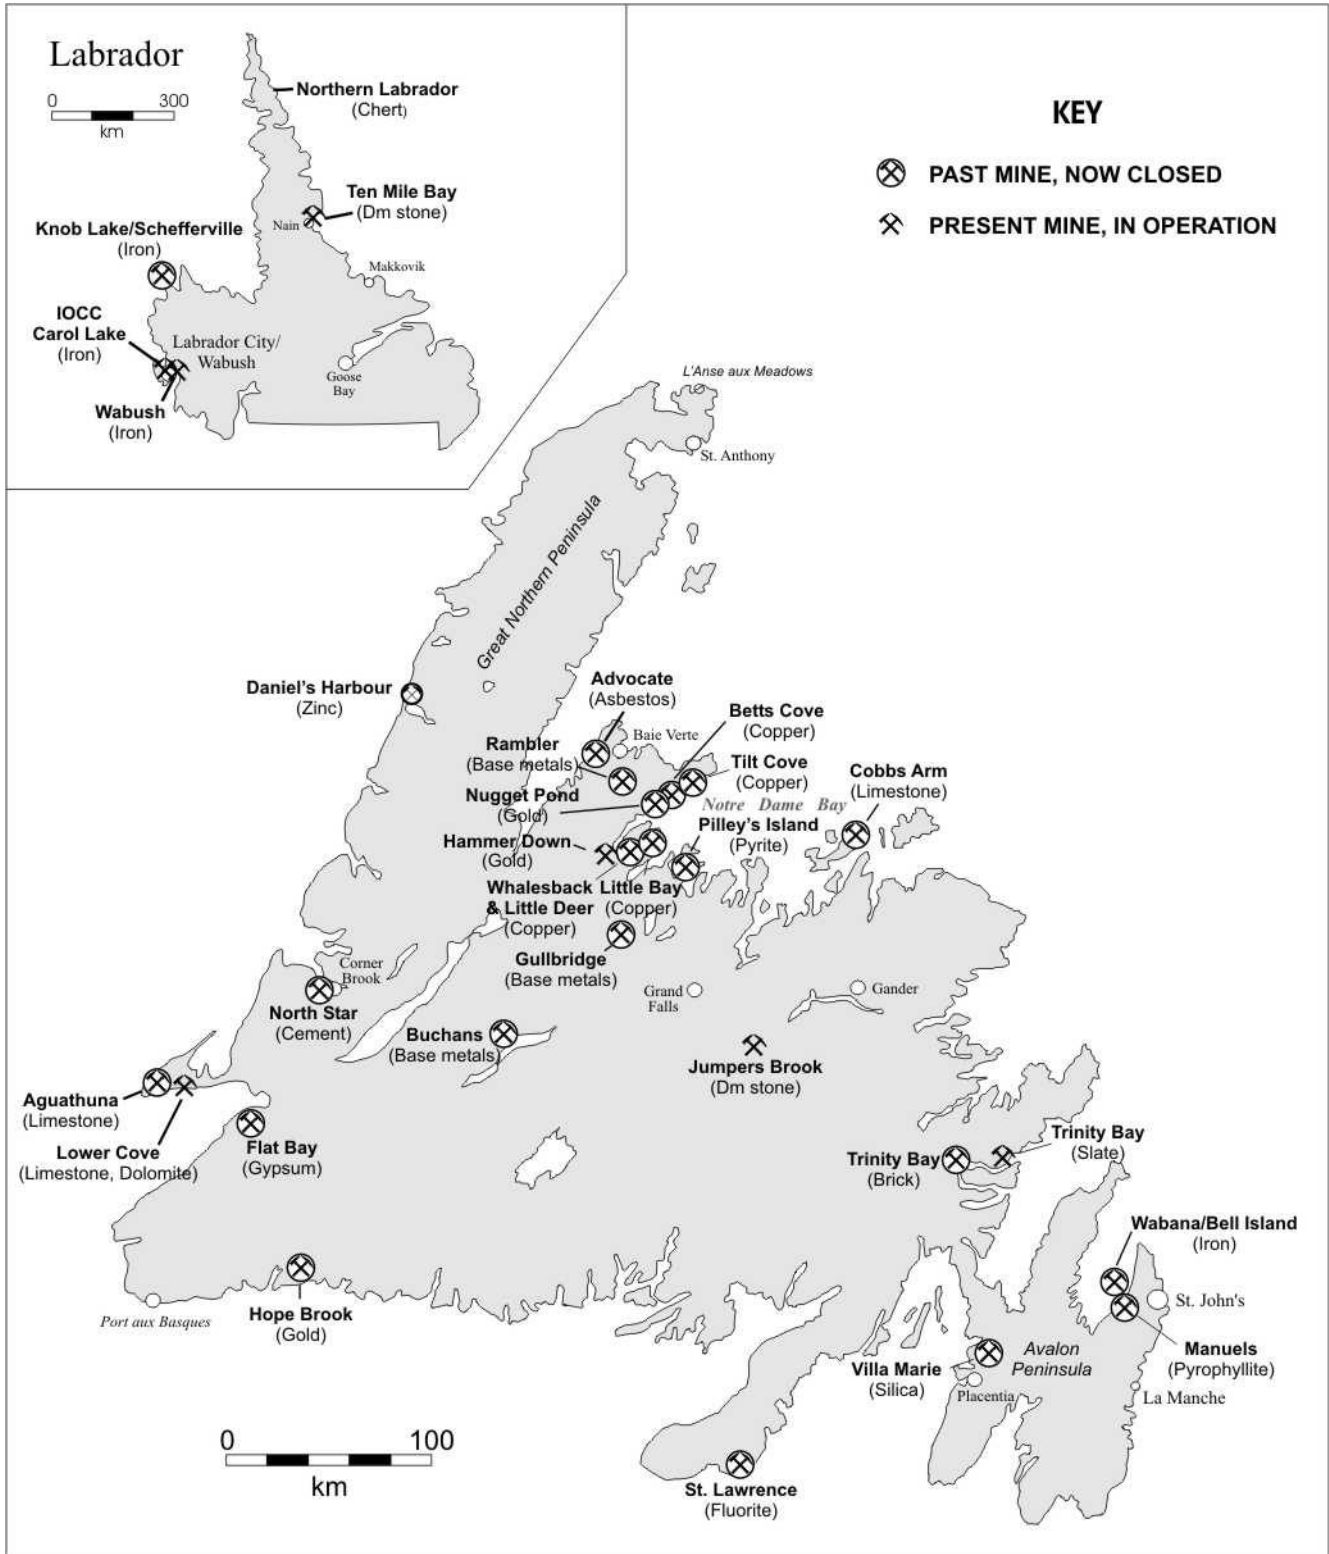 Labrador
0 300
km
Northern Labrador
(Chert)
Ten Mile Bay
(Dm stone)
Nain
Knob Lake/Schefferville
(Iron)
Makkovik
IOCC
Carol Lake
(Iron)
Labrador City/
Wabush
Goose
Bay
Wabush
(Iron)
KEY
PAST MINE, NOW CLOSED
PRESENT MINE, IN OPERATION
L'Anse aux Meadows
St. Anthony
Great Northern Peninsula
Daniel's Harbour
(Zinc)
Advocate
(Asbestos)
Betts Cove
(Copper)
Rambler
(Base metals)
Baie Verte
Tilt Cove
(Copper)
Cobbs Arm
(Limestone)
Nugget Pond
(Gold)
Notre Dame Bay
Pilley's Island
(Pyrite)
Hammer Down
(Gold)
Whalesback
& Little Deer
(Copper)
Little Bay
(Copper)
Gullbridge
(Base metals)
Corner
Brook
North Star
(Cement)
Grand
Falls
Gander
Buchans
(Base metals)
Jumpers Brook
(Dm stone)
Aguathuna
(Limestone)
Lower Cove
(Limestone, Dolomite)
Flat Bay
(Gypsum)
Trinity Bay
(Slate)
Trinity Bay
(Brick)
Wabana/Bell Island
(Iron)
St. John's
Port aux Basques
Hope Brook
(Gold)
Manuels
(Pyrophyllite)
Avalon
Peninsula
Villa Marie
(Silica)
Placentia
La Manche
0 100
km
St. Lawrence
(Fluorite)